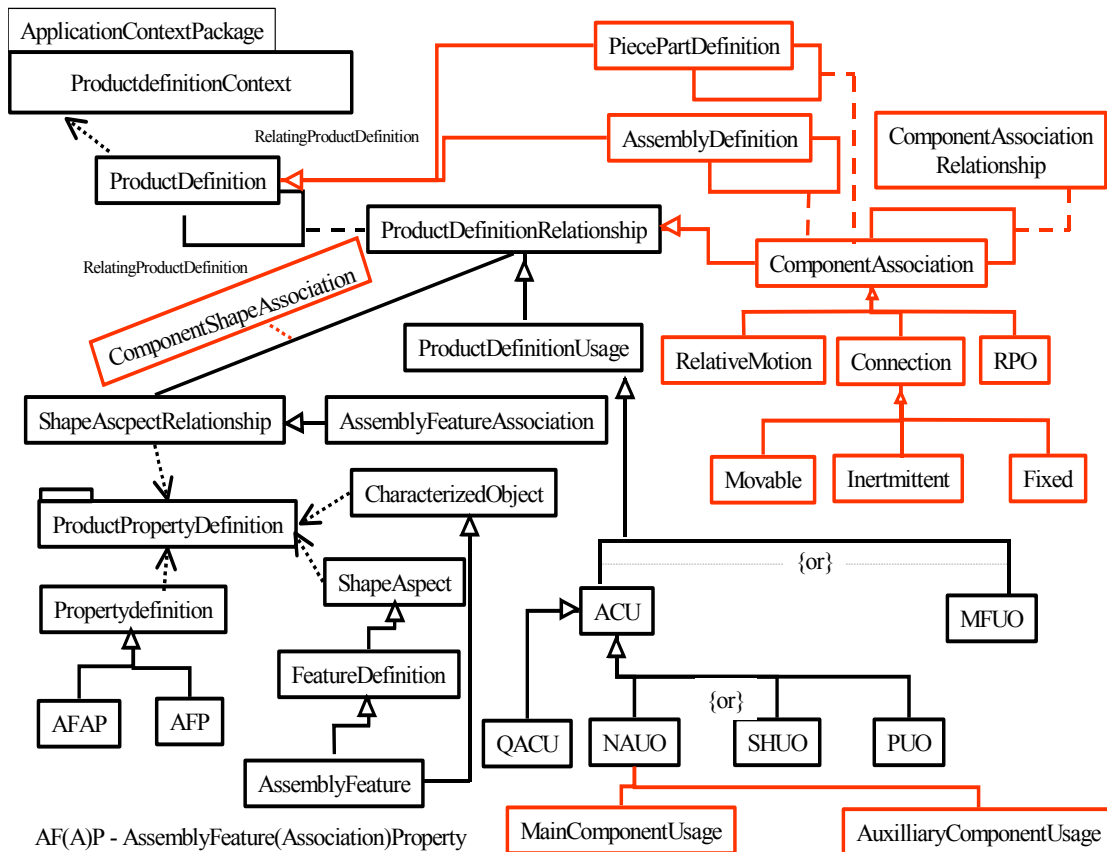 ApplicationContextPackage
ProductdefinitionContext
PiecePartDefinition
RelatingProductDefinition
AssemblyDefinition
ComponentAssociation
Relationship
ProductDefinition
ProductDefinitionRelationship
ComponentAssociation
RelatingProductDefinition
ComponentShapeAssociation
ProductDefinitionUsage
RelativeMotion
Connection
RPO
ShapeAscpectRelationship
AssemblyFeatureAssociation
Movable
Inertmittent
Fixed
CharacterizedObject
ProductPropertyDefinition
{or}
ShapeAspect
Propertydefinition
ACU
MFUO
FeatureDefinition
AFAP
AFP
{or}
QACU
NAUO
SHUO
PUO
AssemblyFeature
MainComponentUsage
AuxilliaryComponentUsage
AF(A)P - AssemblyFeature(Association)Property